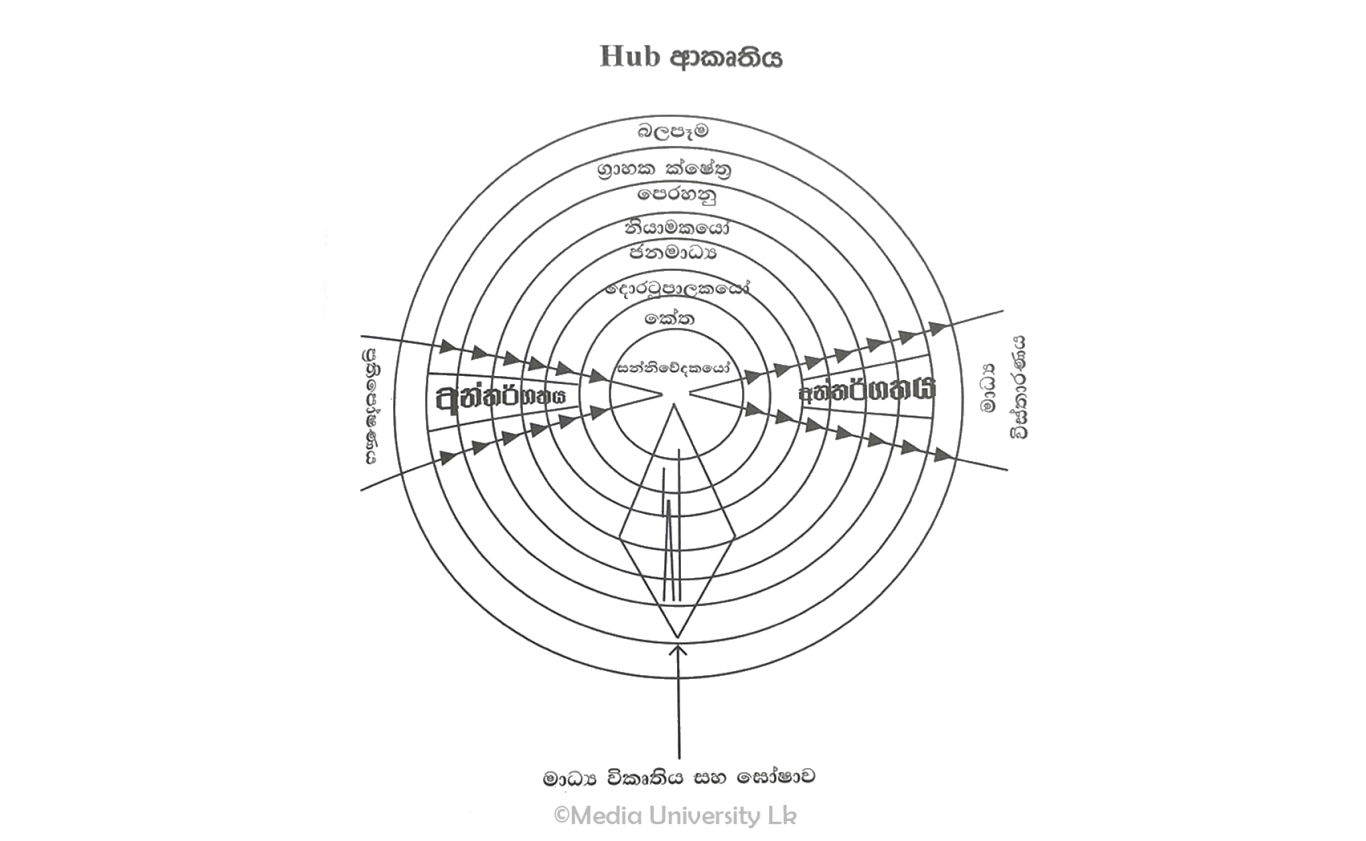 Hub ආකෘතිය
බලපෑම
ග්‍රාහක ක්ෂේත්‍ර
පෙරහනු
නියාමකයෝ
ජනමාධ්‍ය
දොරටුපාලකයෝ
කේත
සන්නිවේදකයෝ
ප්‍රතිපෝෂණය
අන්තර්ගතය
අන්තර්ගතය
මාධ්‍ය
විස්තාරණය
මාධ්‍ය විකෘතිය සහ ඝෝෂාව
©Media University Lk